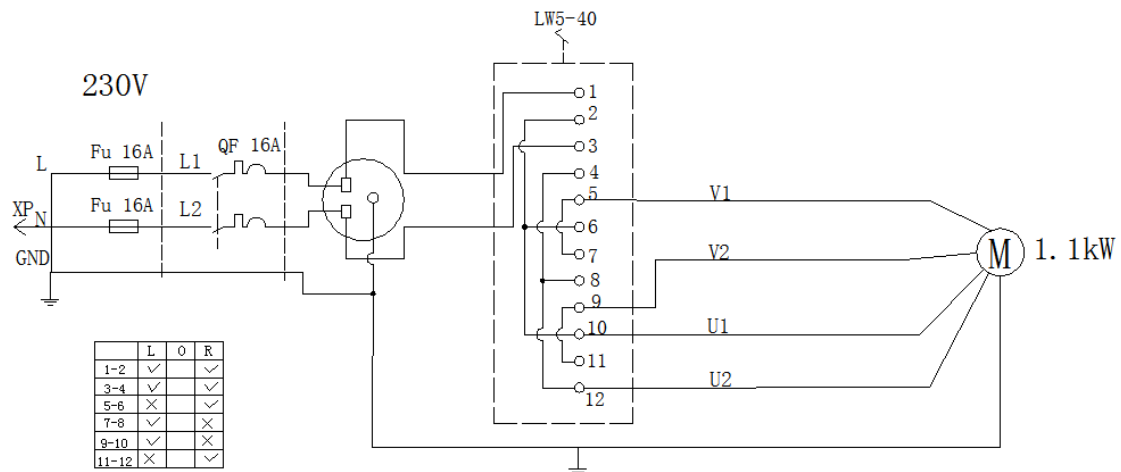 LW5-40
230V
1
2
3
4
5
6
7
8
9
10
11
12
L
Fu 16A
L1
QF 16A
XP
N
Fu 16A
L2
GND
V1
V2
U1
U2
M
1.1kW
L O R
1-2 ✓ ✓
3-4 ✓ ✓
5-6 × ✓
7-8 ✓ ×
9-10 ✓ ×
11-12 × ✓